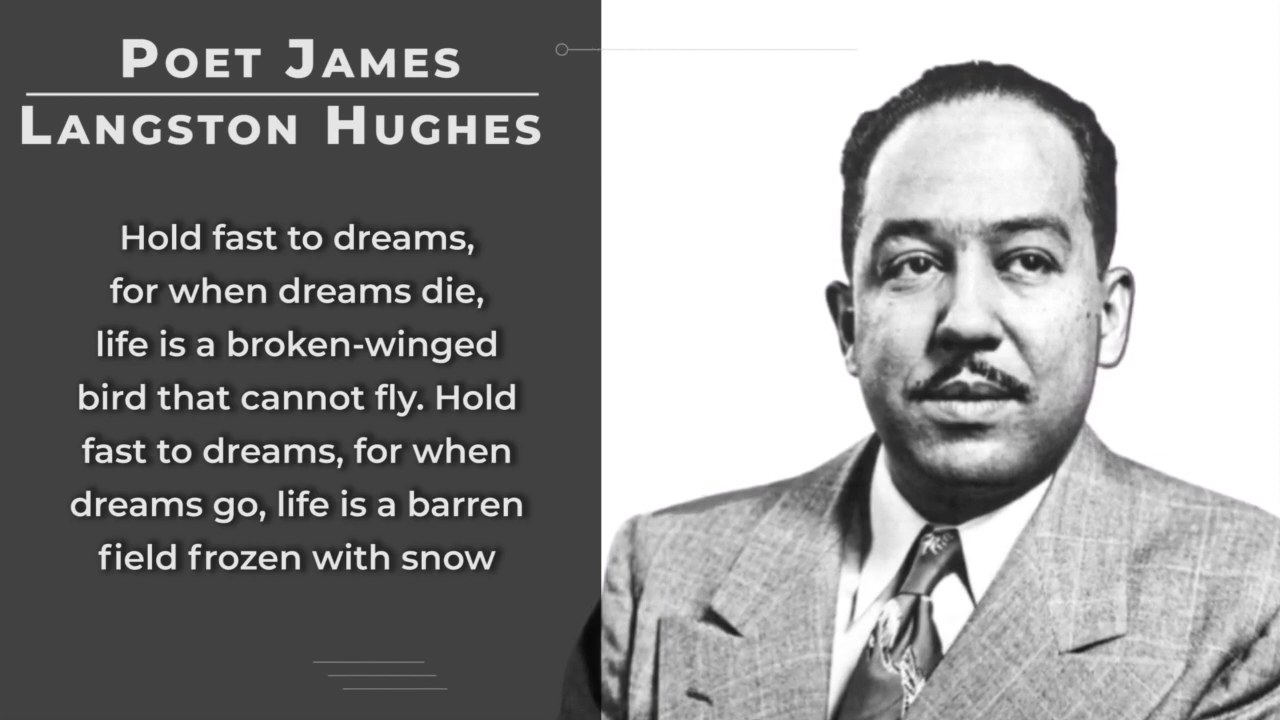 POET JAMES
LANGSTON HUGHES
Hold fast to dreams,
for when dreams die,
life is a broken-winged
bird that cannot fly. Hold
fast to dreams, for when
dreams go, life is a barren
field frozen with snow